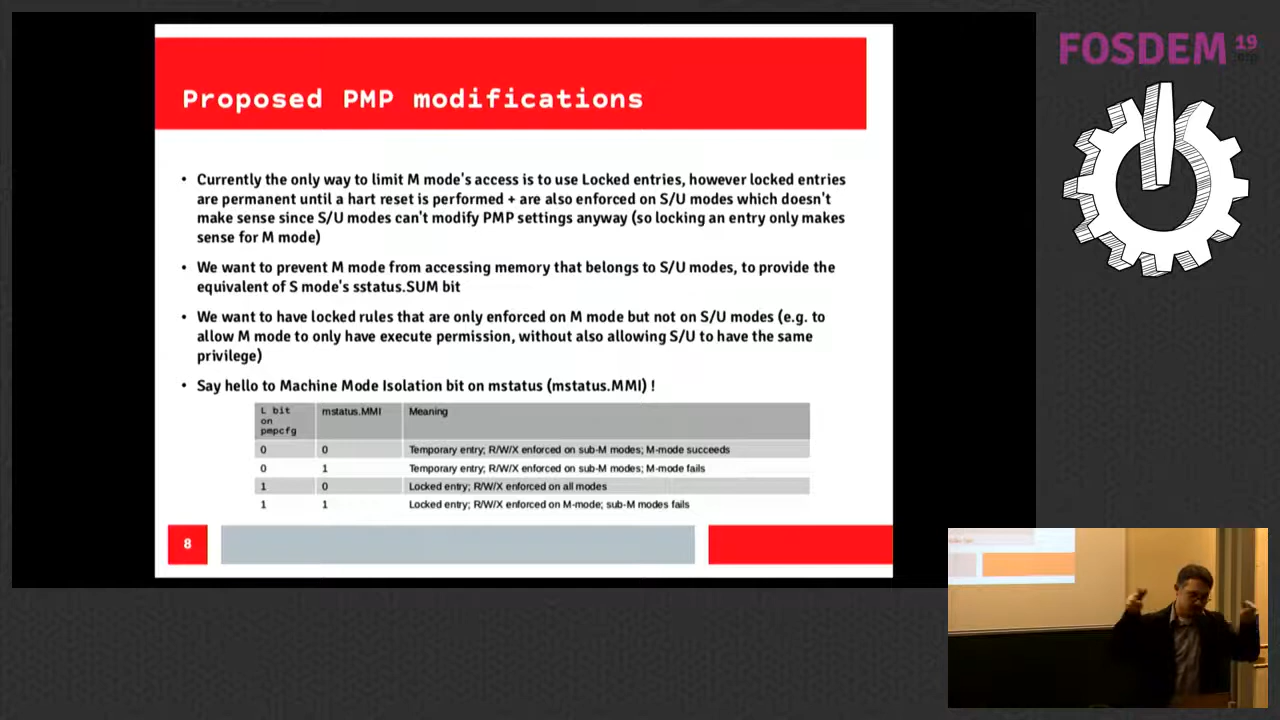 FOSDEM 19
Proposed PMP modifications
• Currently the only way to limit M mode's access is to use Locked entries, however locked entries
are permanent until a hart reset is performed + are also enforced on S/U modes which doesn't
make sense since S/U modes can't modify PMP settings anyway (so locking an entry only makes
sense for M mode)
• We want to prevent M mode from accessing memory that belongs to S/U modes, to provide the
equivalent of S mode's sstatus.SUM bit
• We want to have locked rules that are only enforced on M mode but not on S/U modes (e.g. to
allow M mode to only have execute permission, without also allowing S/U to have the same
privilege)
• Say hello to Machine Mode Isolation bit on mstatus (mstatus.MMI) !
L bit
on
pmpcfg
mstatus.MMI
Meaning
0 0 Temporary entry; R/W/X enforced on sub-M modes; M-mode succeeds
0 1 Temporary entry; R/W/X enforced on sub-M modes; M-mode fails
1 0 Locked entry; R/W/X enforced on all modes
1 1 Locked entry; R/W/X enforced on M-mode; sub-M modes fails
8